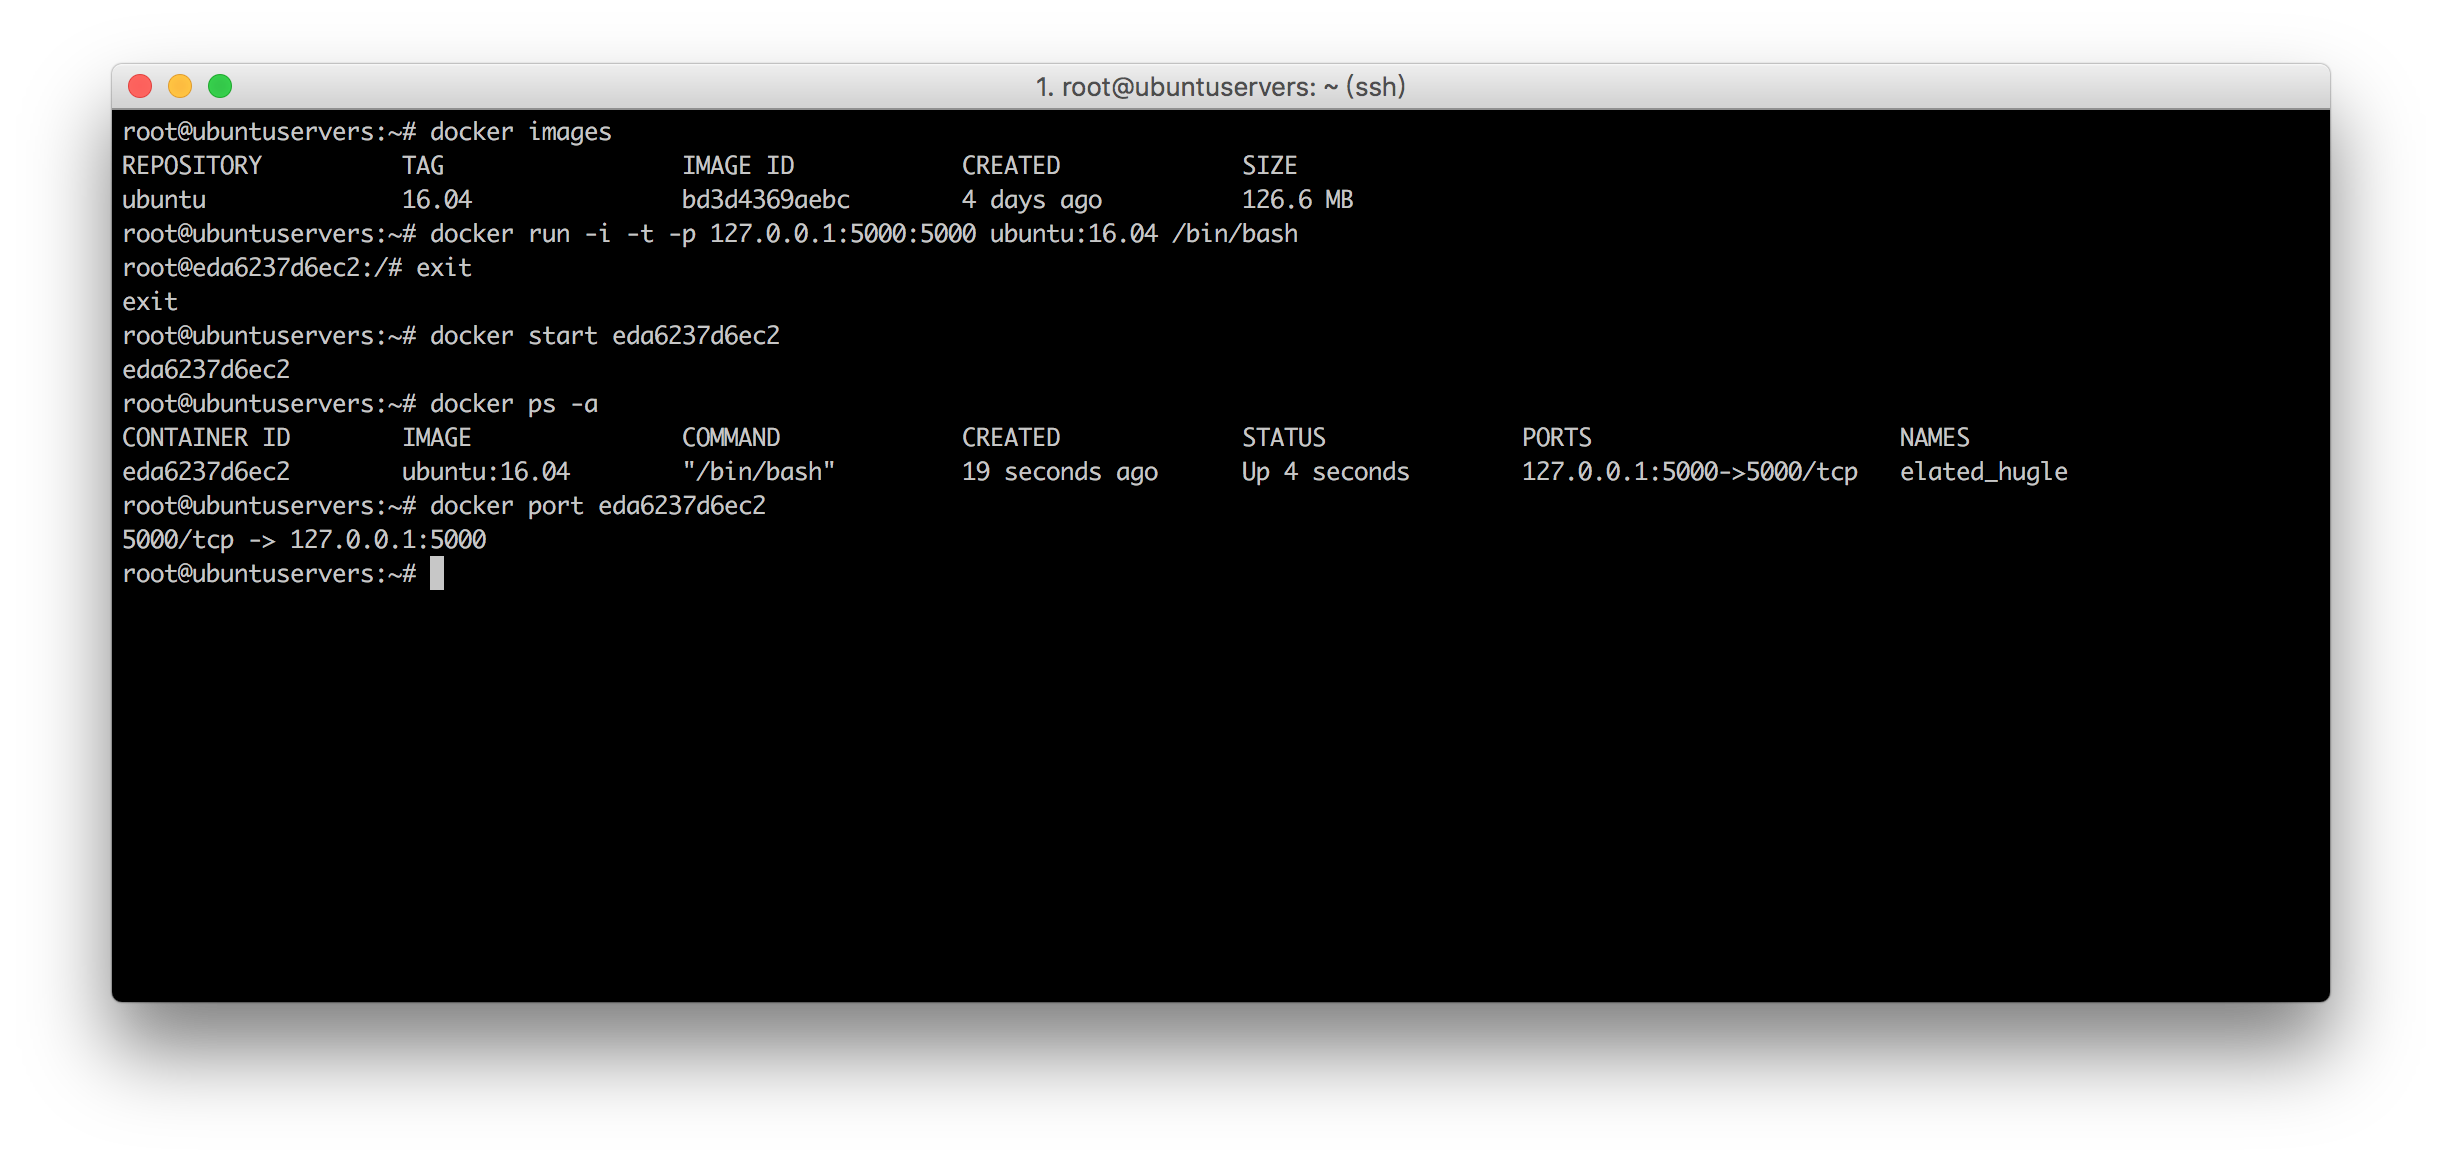 1. root@ubuntuservers: ~ (ssh)
root@ubuntuservers:~# docker images
REPOSITORY          TAG                 IMAGE ID            CREATED             SIZE
ubuntu              16.04               bd3d4369aebc        4 days ago          126.6 MB
root@ubuntuservers:~# docker run -i -t -p 127.0.0.1:5000:5000 ubuntu:16.04 /bin/bash
root@eda6237d6ec2:/# exit
exit
root@ubuntuservers:~# docker start eda6237d6ec2
eda6237d6ec2
root@ubuntuservers:~# docker ps -a
CONTAINER ID        IMAGE               COMMAND             CREATED             STATUS              PORTS                      NAMES
eda6237d6ec2        ubuntu:16.04        "/bin/bash"         19 seconds ago      Up 4 seconds        127.0.0.1:5000->5000/tcp   elated_hugle
root@ubuntuservers:~# docker port eda6237d6ec2
5000/tcp -> 127.0.0.1:5000
root@ubuntuservers:~#